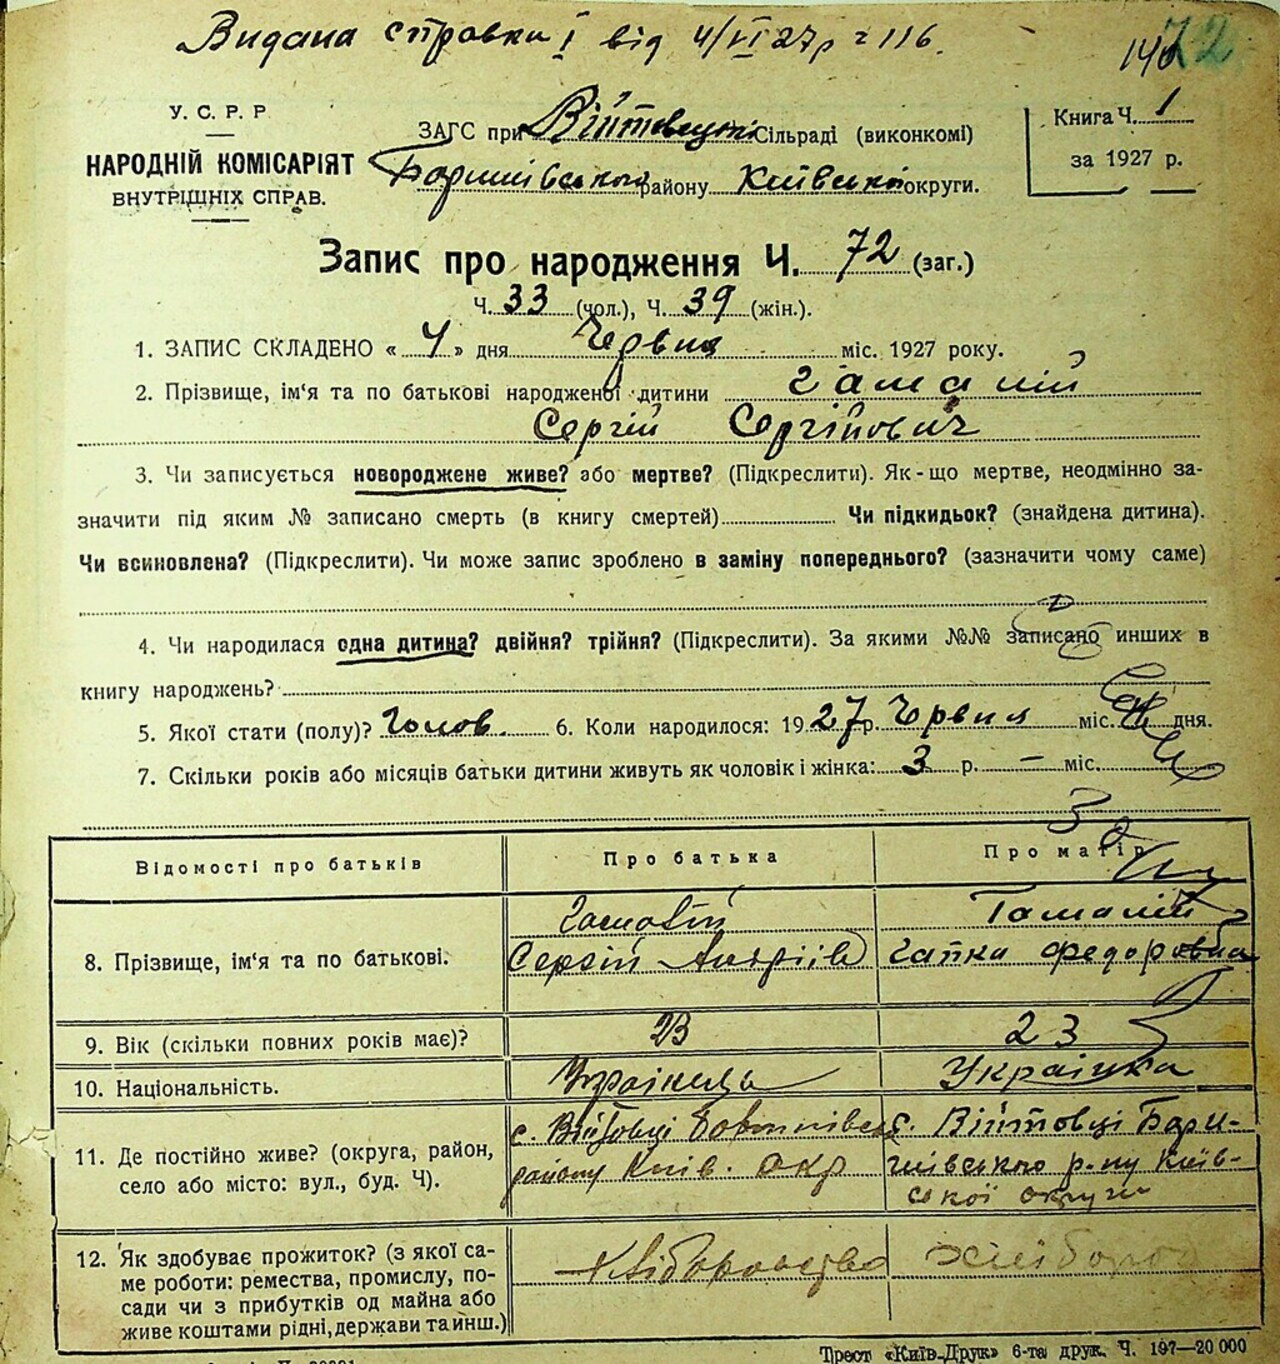 Видана справка І від 4/VI 27р № 116
72
У. С. Р. Р
НАРОДНІЙ КОМІСАРІЯТ
ВНУТРІШНІХ СПРАВ.
ЗАГС при Війтовецькі Сільраді (виконкомі)
Баришівського району Київської округи.
Книга Ч. 1
за 1927 р.
Запис про народження Ч. 72 (заг.)
Ч. 33 (чол.), Ч. 39 (жін.).
1. ЗАПИС СКЛАДЕНО « 4 » дня Червня міс. 1927 року.
2. Прізвище, ім'я та по батькові народженої дитини Гамалій
Сергій Сергійович
3. Чи записується новороджене живе? або мертве? (Підкреслити). Як-що мертве, неодмінно за-
значити під яким № записано смерть (в книгу смертей) Чи підкидьок? (знайдена дитина).
Чи всиновлена? (Підкреслити). Чи може запис зроблено в заміну попереднього? (зазначити чому саме)
4. Чи народилася одна дитина? двійня? трійня? (Підкреслити). За якими №№ записано инших в
книгу народжень?
5. Якої стати (полу)? Чолов. 6. Коли народилося: 1927 р. Червня міс. дня.
7. Скільки років або місяців батьки дитини живуть як чоловік і жінка: 3 р. — міс.
Відомості про батьків Про батька Про матір
8. Прізвище, ім'я та по батькові.
Гамалій
Сергій Андріїв
Гамалій
Гапка Федоровна
9. Вік (скільки повних років має)? 23 23
10. Національність. Українець Українка
11. Де постійно живе? (округа, район,
село або місто: вул., буд. Ч).
с. Війтовці Баришівськ
району Київ. окр
с. Війтовці Бари-
шівського р-ну Київ-
ської округи
12. Як здобуває прожиток? (з якої са-
ме роботи: ремества, промислу, по-
сади чи з прибутків од майна або
живе коштами рідні, держави та инш.)
хліборобство хлібороб
Трест «Київ-Друк» 6-та друк. Ч. 197—20 000